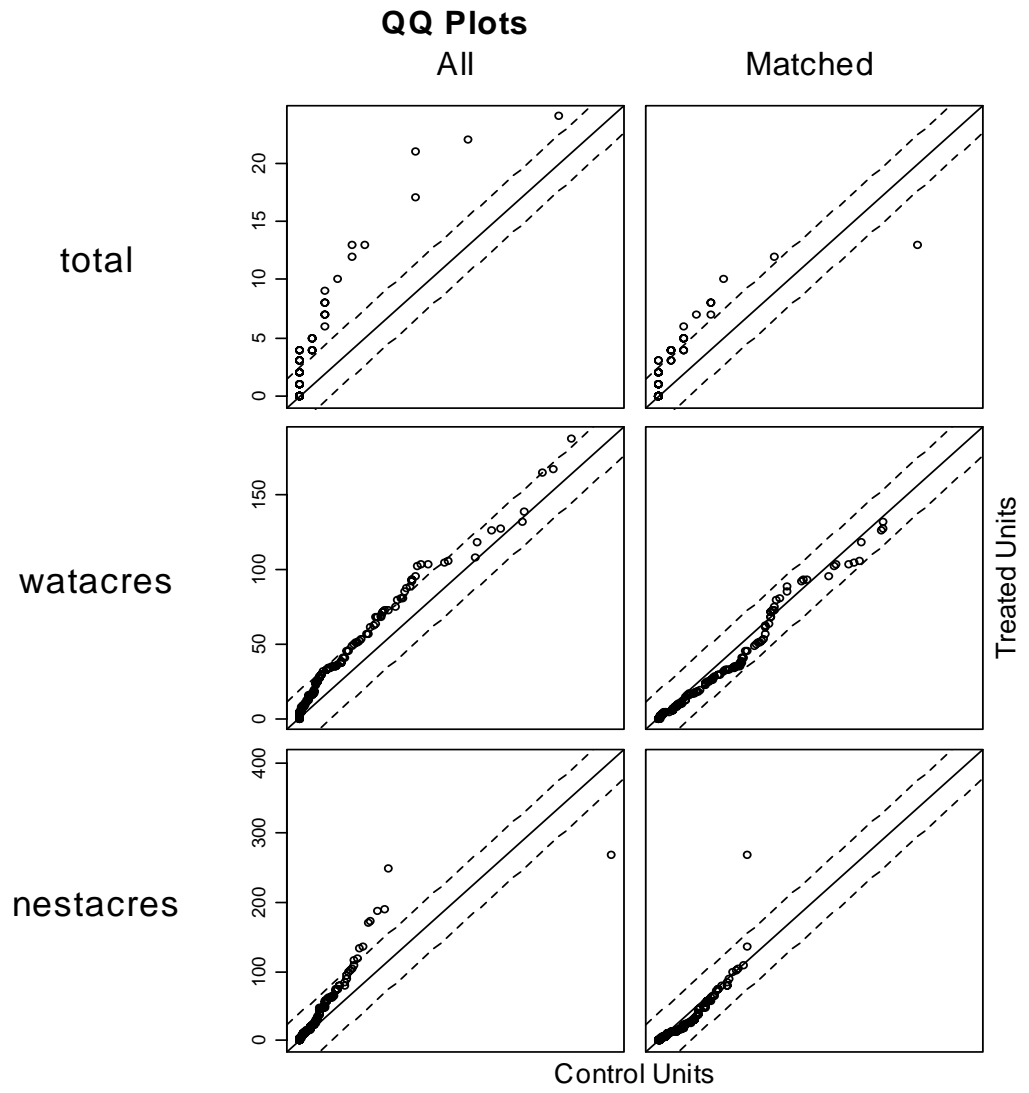 QQ Plots
All Matched
total
20
15
10
5
0
watacres
150
100
50
0
nestacres
400
300
200
100
0
Treated Units
Control Units